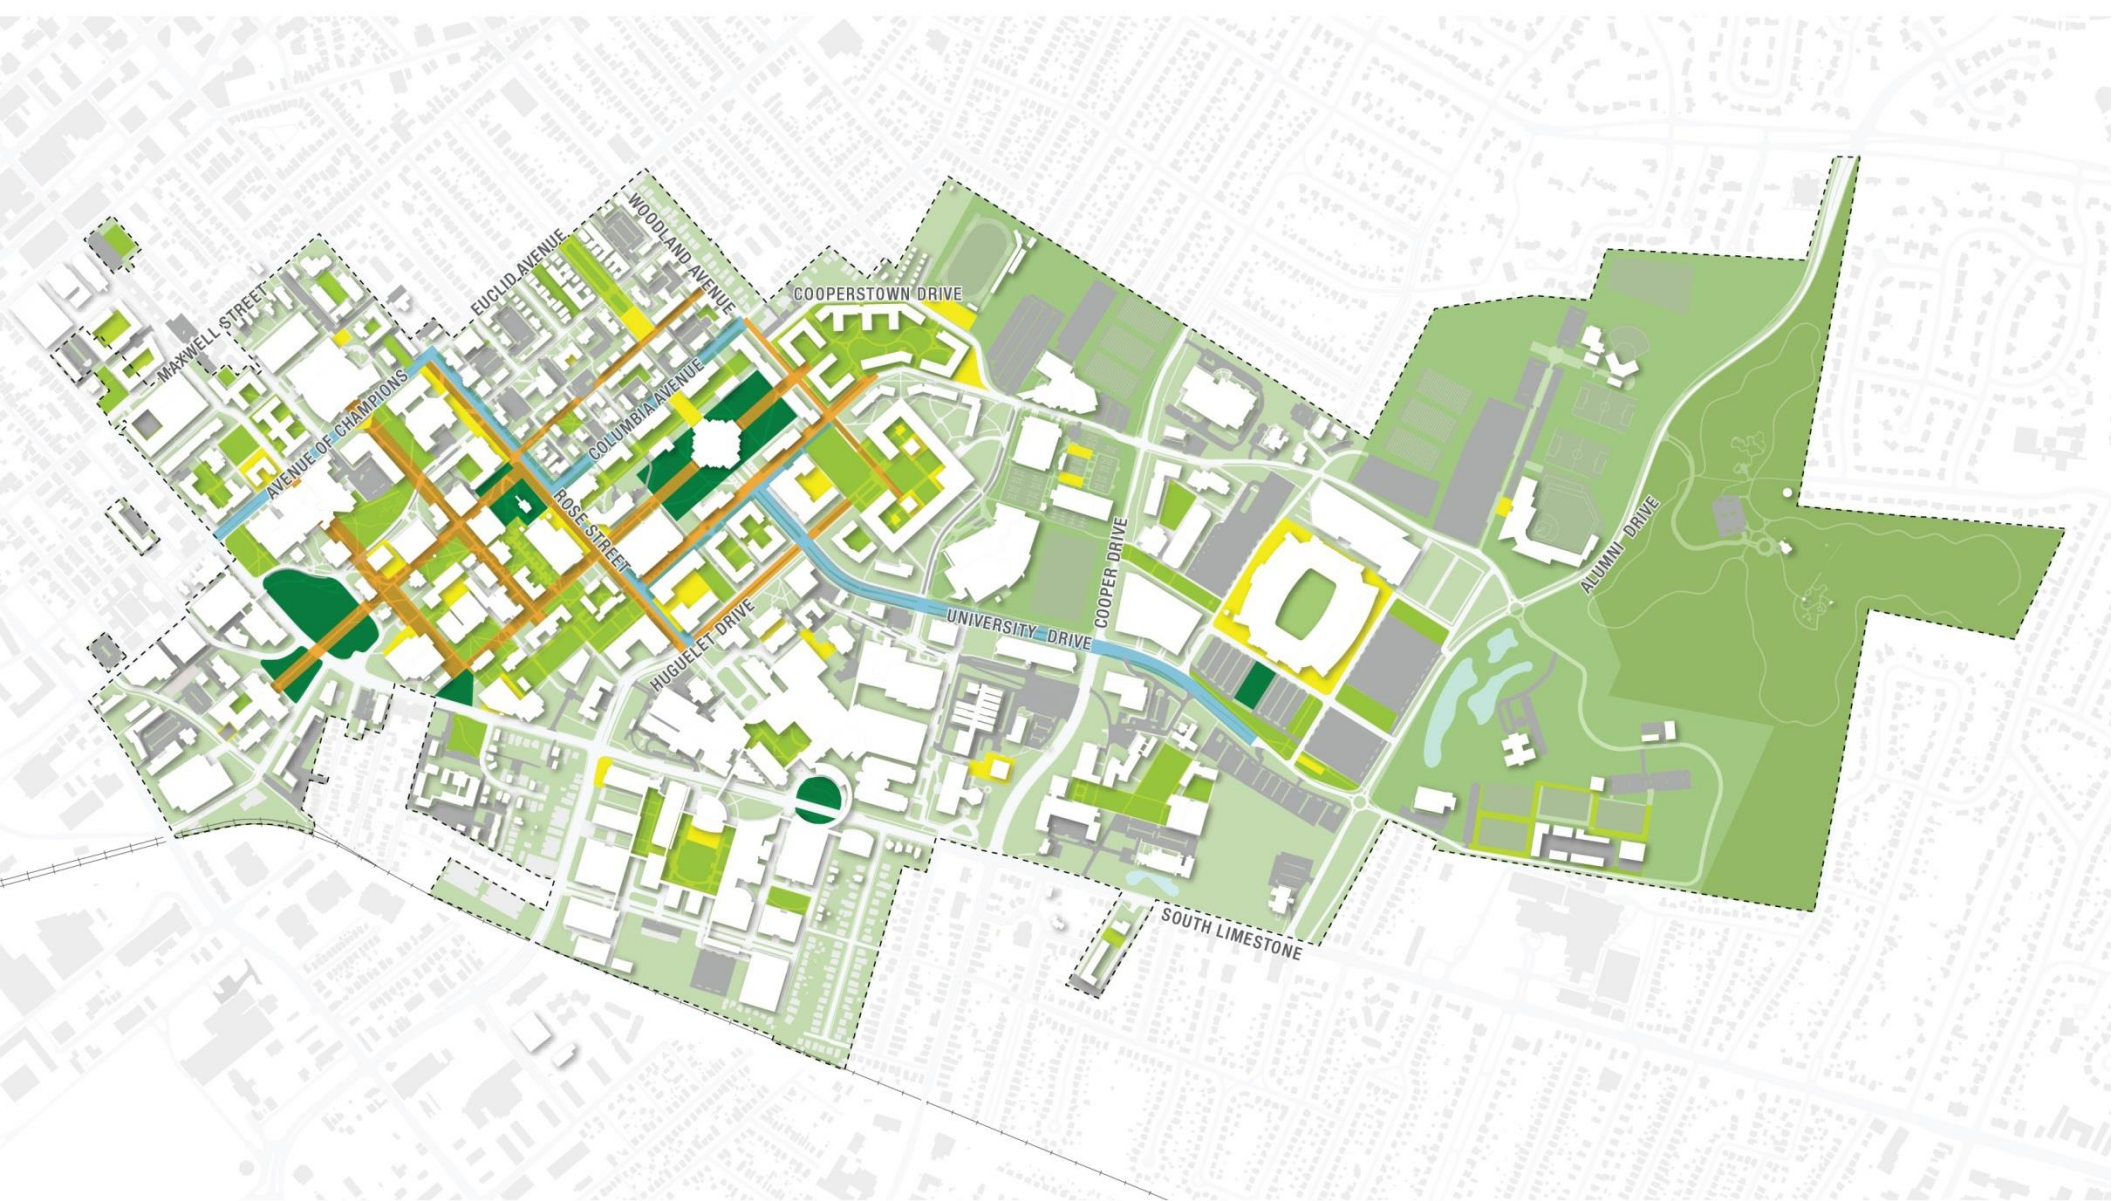 WOODLAND AVENUE
EUCLID AVENUE
MAXWELL STREET
COOPERSTOWN DRIVE
AVENUE OF CHAMPIONS
COLUMBIA AVENUE
ROSE STREET
HUGUELET DRIVE
UNIVERSITY DRIVE
COOPER DRIVE
ALUMNI DRIVE
SOUTH LIMESTONE